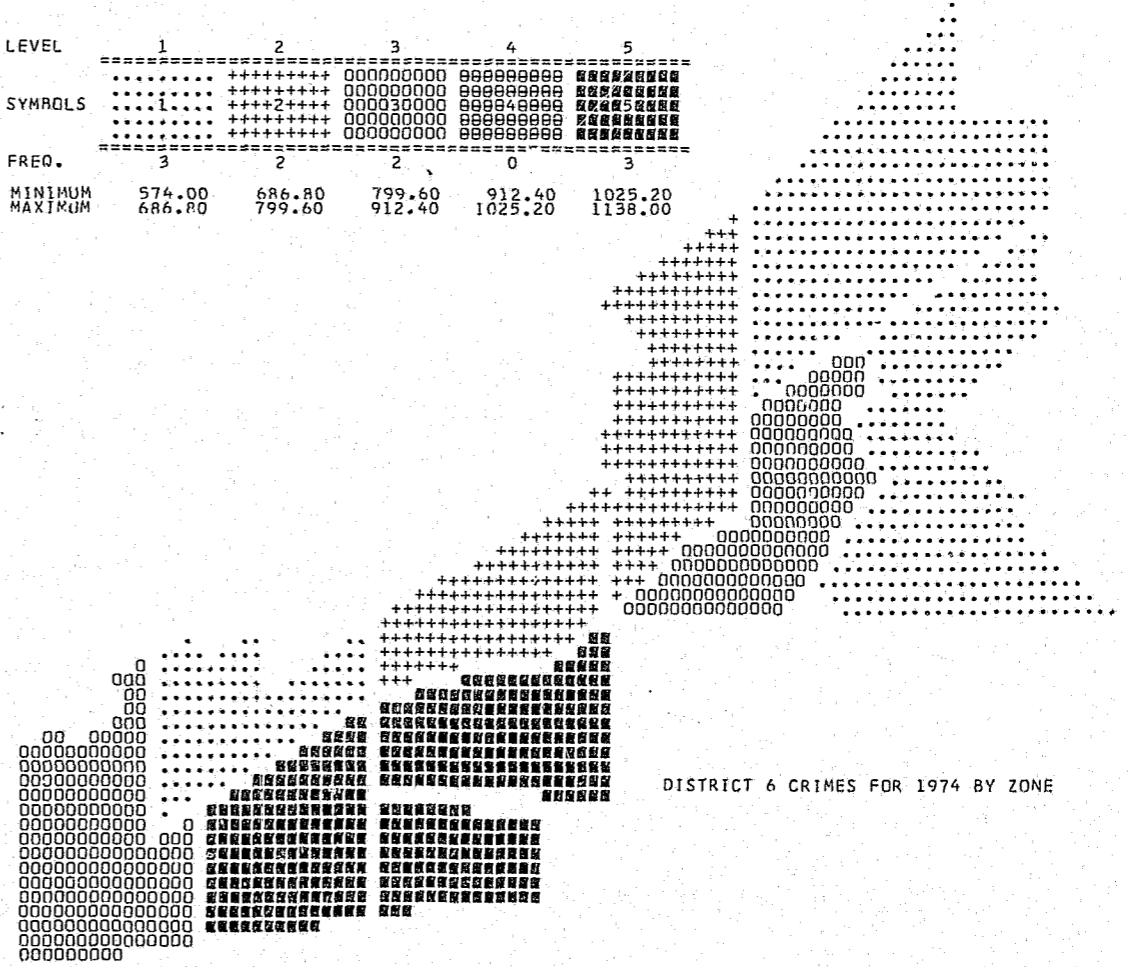 LEVEL 1 2 3 4 5
SYMBOLS 1 2 3 4 5
FREQ. 3 2 2 0 3
MINIMUM 574.00 686.80 799.60 912.40 1025.20
MAXIMUM 686.80 799.60 912.40 1025.20 1138.00
DISTRICT 6 CRIMES FOR 1974 BY ZONE